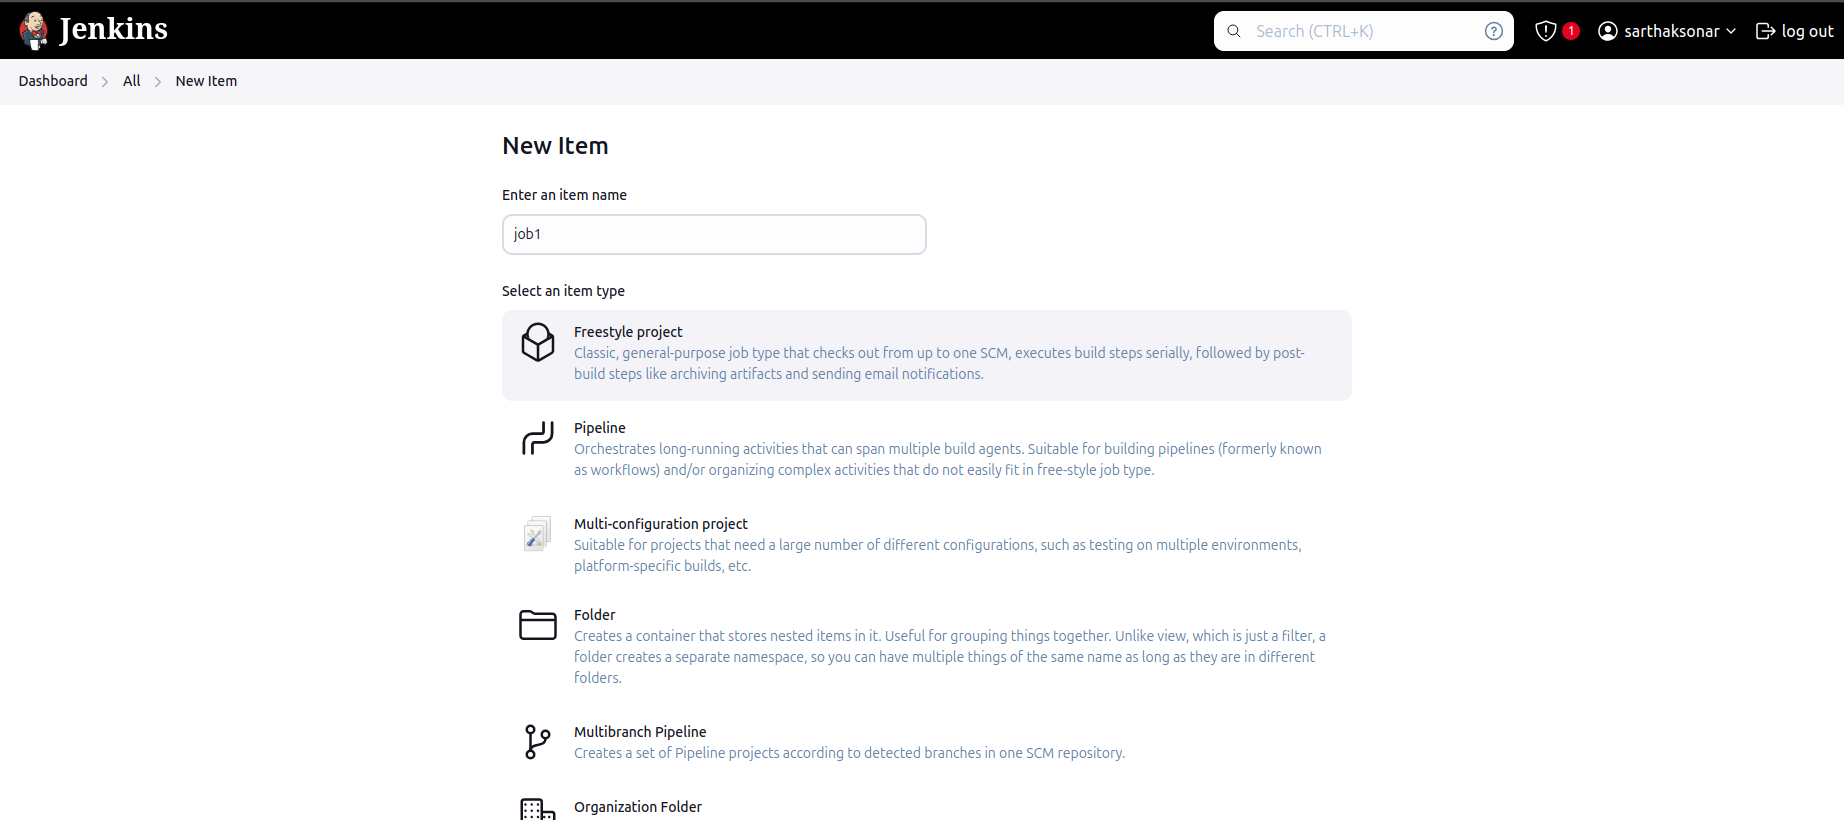 Jenkins
Search (CTRL+K)
?
1
sarthaksonar
log out
Dashboard
All
New Item
New Item
Enter an item name
job1
Select an item type
Freestyle project
Classic, general-purpose job type that checks out from up to one SCM, executes build steps serially, followed by post-
build steps like archiving artifacts and sending email notifications.
Pipeline
Orchestrates long-running activities that can span multiple build agents. Suitable for building pipelines (formerly known
as workflows) and/or organizing complex activities that do not easily fit in free-style job type.
Multi-configuration project
Suitable for projects that need a large number of different configurations, such as testing on multiple environments,
platform-specific builds, etc.
Folder
Creates a container that stores nested items in it. Useful for grouping things together. Unlike view, which is just a filter, a
folder creates a separate namespace, so you can have multiple things of the same name as long as they are in different
folders.
Multibranch Pipeline
Creates a set of Pipeline projects according to detected branches in one SCM repository.
Organization Folder